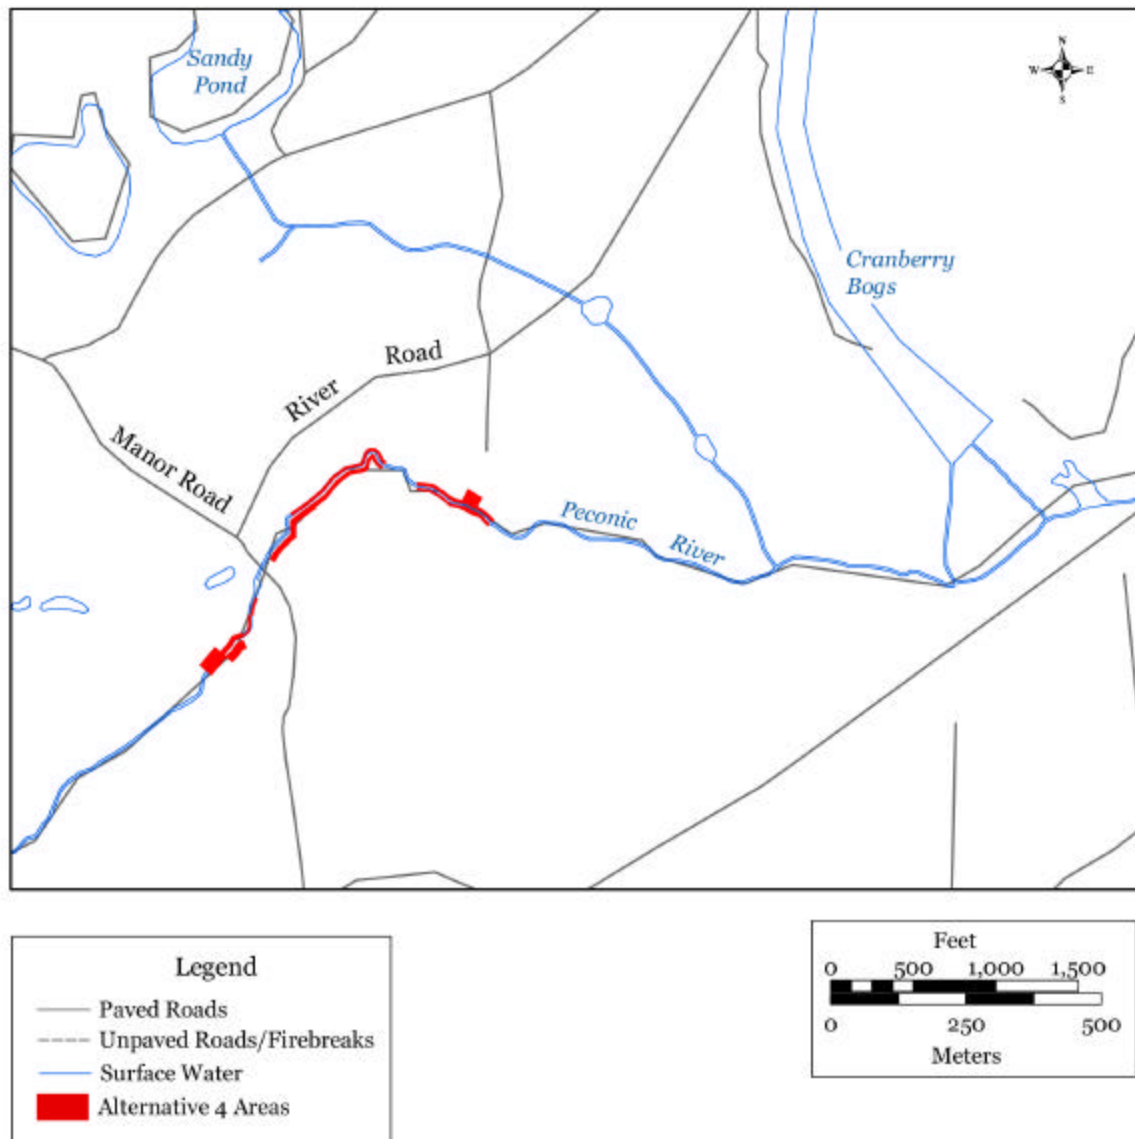 Sandy
Pond
N
W E
S
Cranberry
Bogs
Road
River
Manor Road
Peconic
River
Legend
Paved Roads
Unpaved Roads/Firebreaks
Surface Water
Alternative 4 Areas
Feet
0 500 1,000 1,500
0 250 500
Meters